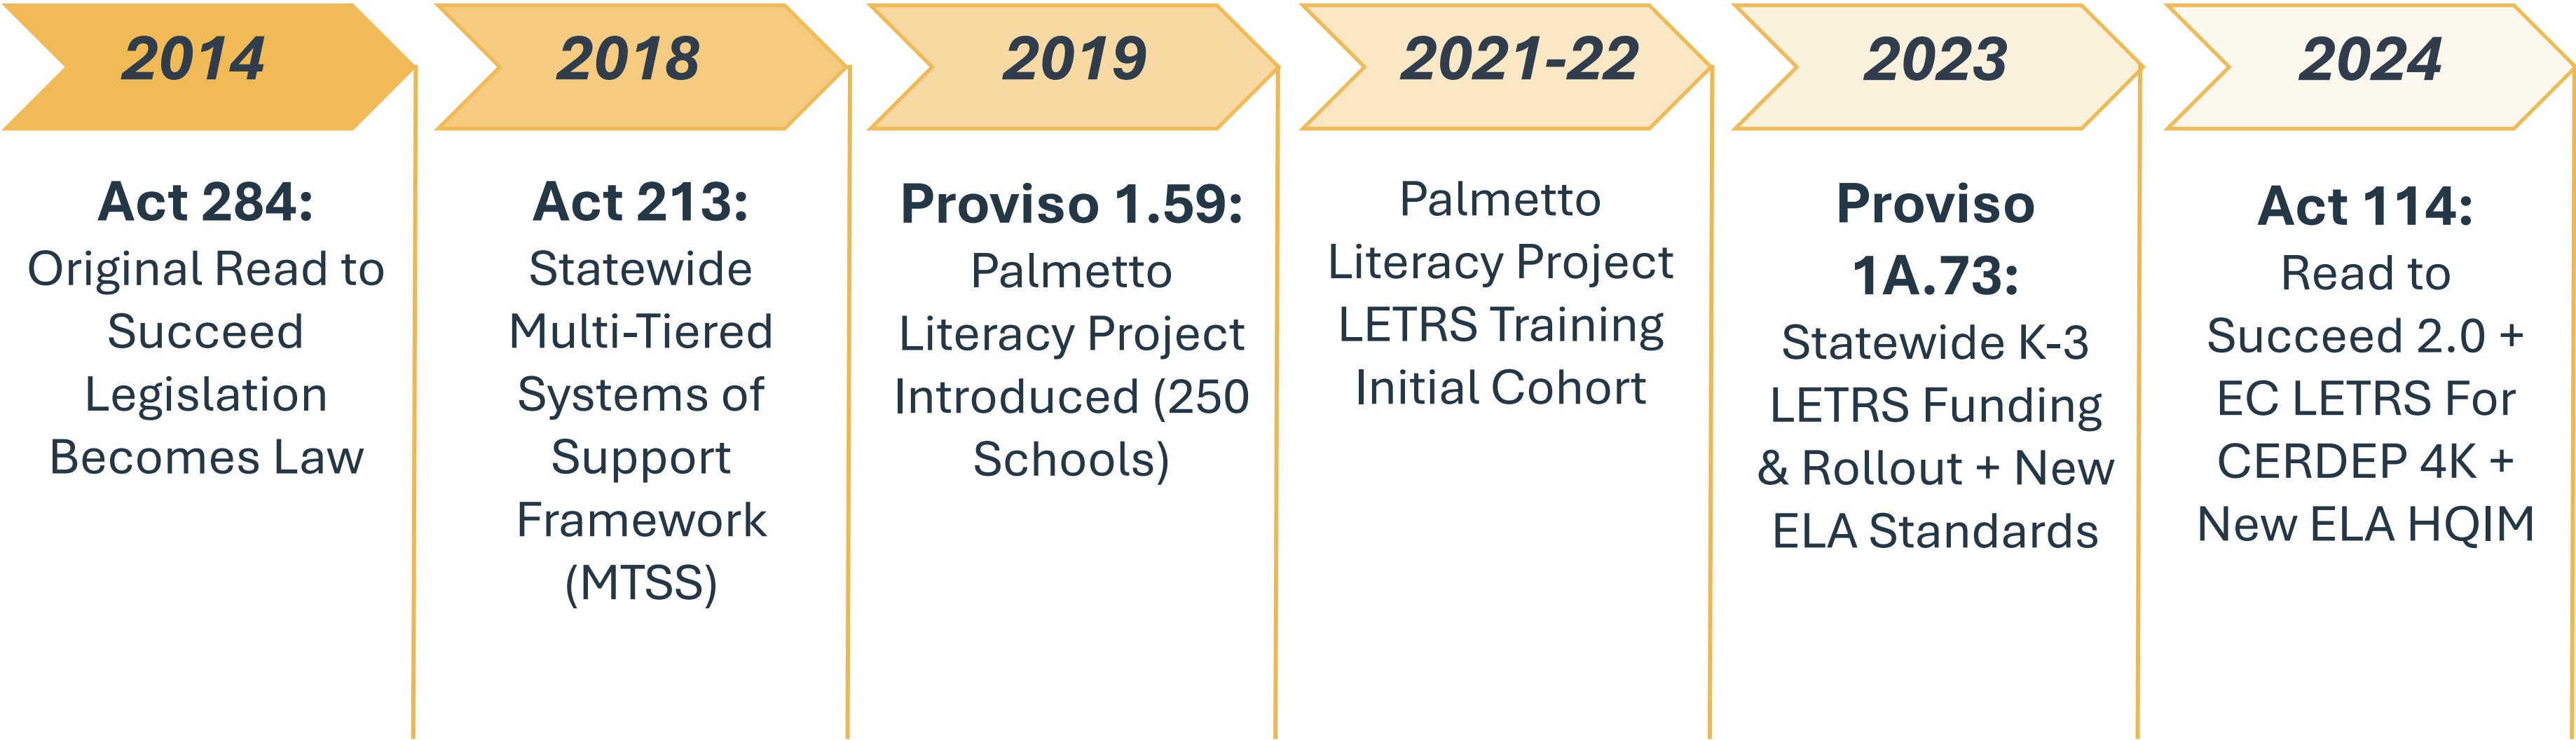 2014
Act 284:
Original Read to
Succeed
Legislation
Becomes Law
2018
Act 213:
Statewide
Multi-Tiered
Systems of
Support
Framework
(MTSS)
2019
Proviso 1.59:
Palmetto
Literacy Project
Introduced (250
Schools)
2021-22
Palmetto
Literacy Project
LETRS Training
Initial Cohort
2023
Proviso
1A.73:
Statewide K-3
LETRS Funding
& Rollout + New
ELA Standards
2024
Act 114:
Read to
Succeed 2.0 +
EC LETRS For
CERDEP 4K +
New ELA HQIM